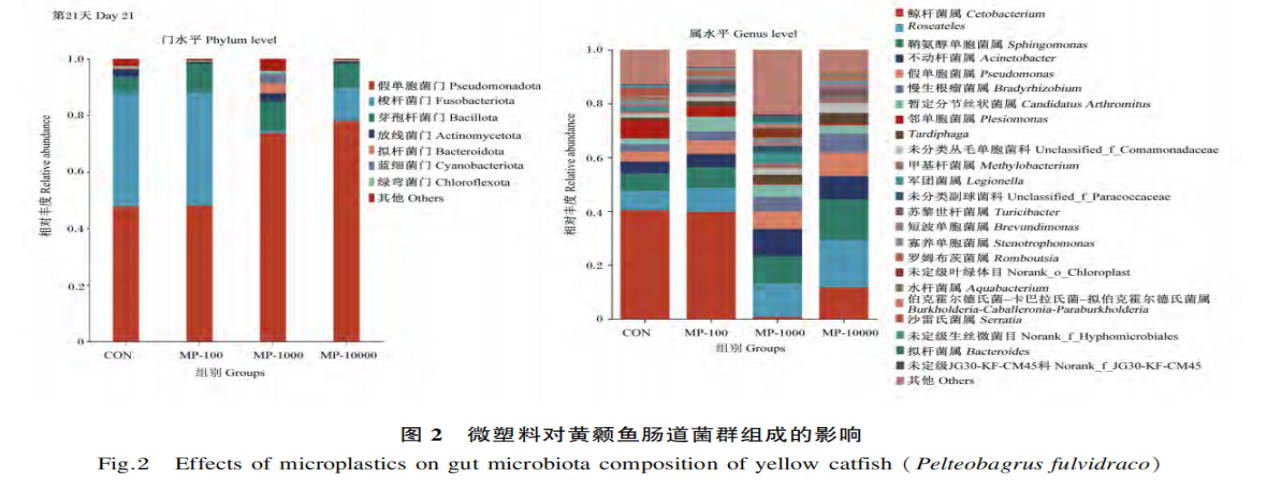 第21天 Day 21
门水平 Phylum level
相对丰度 Relative abundance
1.0
0.8
0.6
0.4
0.2
0
CON
MP-100
MP-1000
MP-10000
组别 Groups
假单胞菌门 Pseudomonadota
梭杆菌门 Fusobacteriota
芽孢杆菌门 Bacillota
放线菌门 Actinomycetota
拟杆菌门 Bacteroidota
蓝细菌门 Cyanobacteriota
绿弯菌门 Chloroflexota
其他 Others
属水平 Genus level
相对丰度 Relative abundance
1.0
0.8
0.6
0.4
0.2
0
CON
MP-100
MP-1000
MP-10000
组别 Groups
鲸杆菌属 Cetobacterium
Roseateles
鞘氨醇单胞菌属 Sphingomonas
不动杆菌属 Acinetobacter
假单胞菌属 Pseudomonas
慢生根瘤菌属 Bradyrhizobium
暂定分节丝状菌属 Candidatus Arthromitus
邻单胞菌属 Plesiomonas
Tardiphaga
未分类丛毛单胞菌科 Unclassified_f_Comamonadaceae
甲基杆菌属 Methylobacterium
军团菌属 Legionella
未分类副球菌科 Unclassified_f_Paracoccaceae
苏黎世杆菌属 Turicibacter
短波单胞菌属 Brevundimonas
寡养单胞菌属 Stenotrophomonas
罗姆布茨菌属 Romboutsia
未定级叶绿体目 Norank_o_Chloroplast
水杆菌属 Aquabacterium
伯克霍尔德氏菌–卡巴拉氏菌–拟伯克霍尔德氏菌属
Burkholderia-Caballeronia-Paraburkholderia
沙雷氏菌属 Serratia
未定级生丝微菌目 Norank_f_Hyphomicrobiales
拟杆菌属 Bacteroides
未定级JG30-KF-CM45科 Norank_f_JG30-KF-CM45
其他 Others
图 2 微塑料对黄颡鱼肠道菌群组成的影响
Fig.2 Effects of microplastics on gut microbiota composition of yellow catfish (Pelteobagrus fulvidraco)